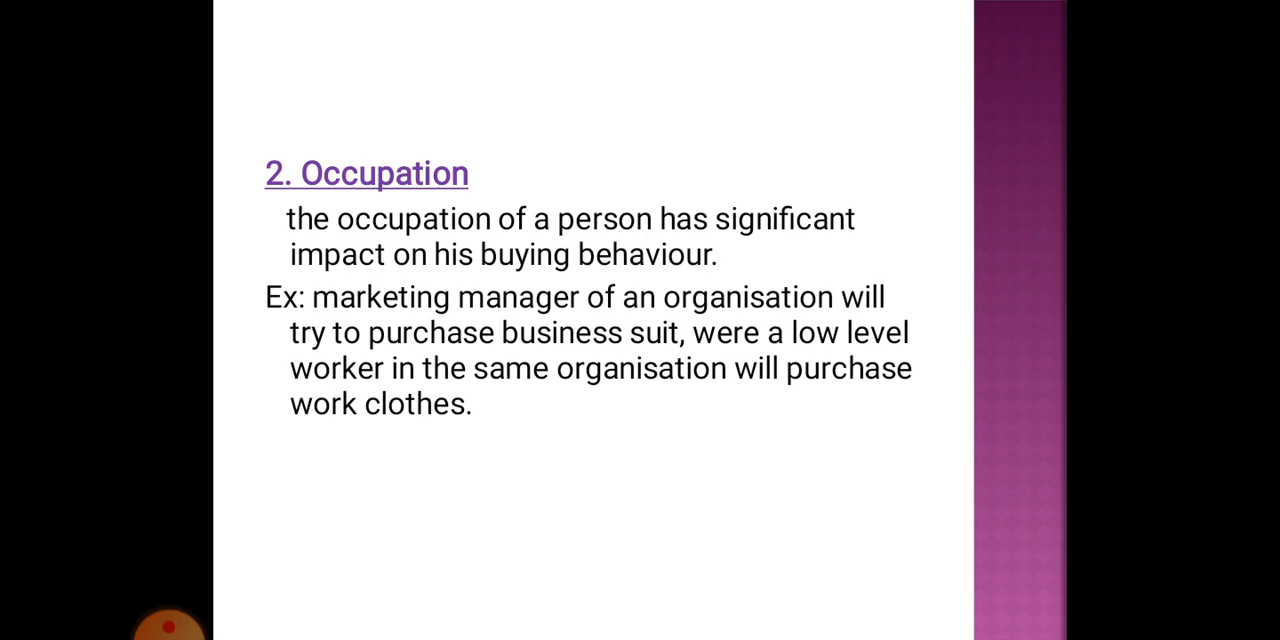 2. Occupation
the occupation of a person has significant
impact on his buying behaviour.
Ex: marketing manager of an organisation will
try to purchase business suit, were a low level
worker in the same organisation will purchase
work clothes.